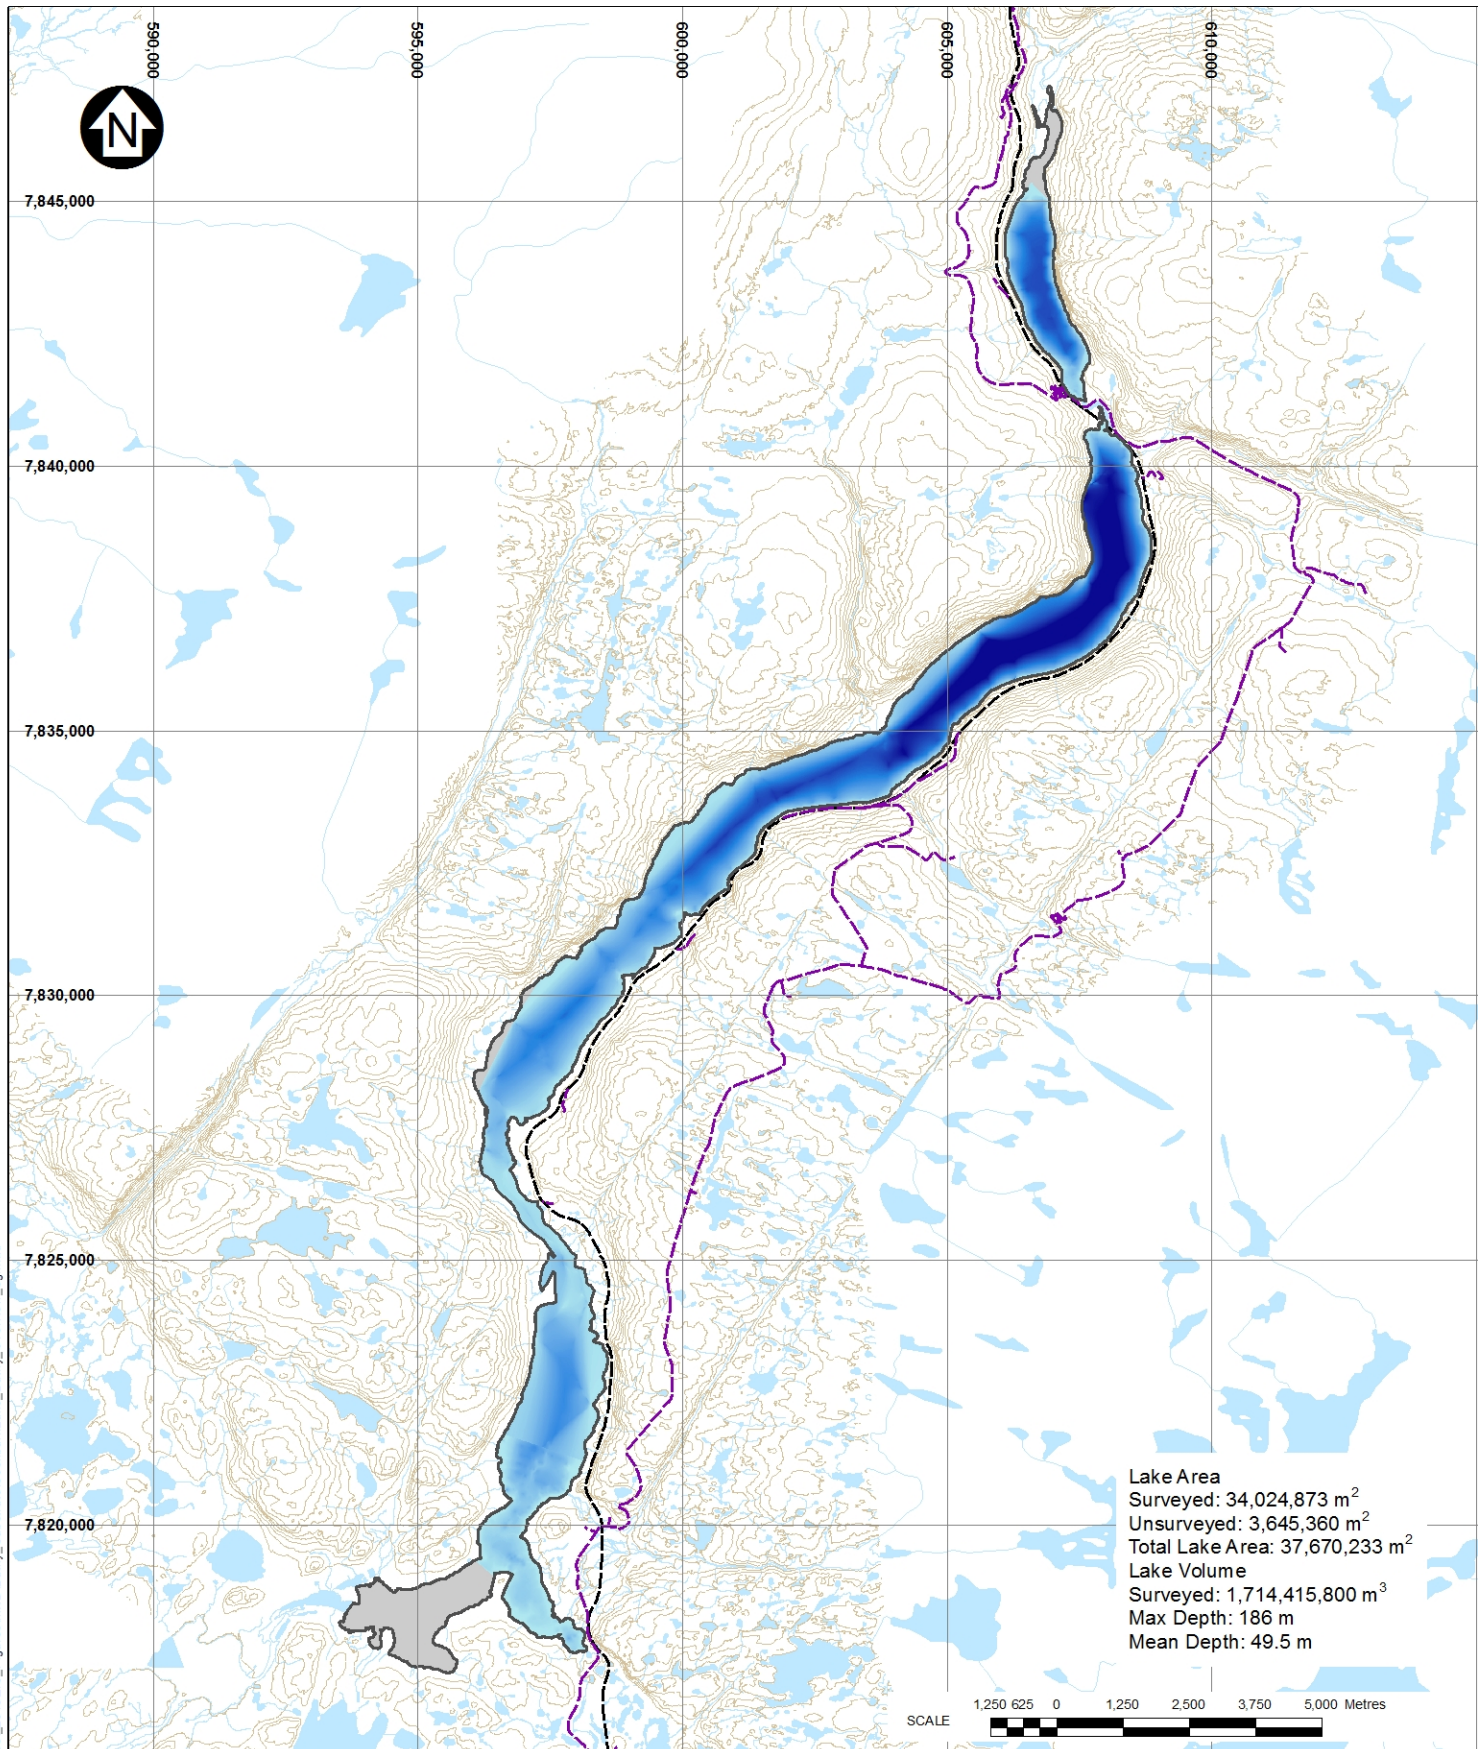 590,000
595,000
600,000
605,000
610,000
N
7,845,000
7,840,000
7,835,000
7,830,000
7,825,000
7,820,000
Lake Area
Surveyed: 34,024,873 m²
Unsurveyed: 3,645,360 m²
Total Lake Area: 37,670,233 m²
Lake Volume
Surveyed: 1,714,415,800 m³
Max Depth: 186 m
Mean Depth: 49.5 m
1,250 625 0 1,250 2,500 3,750 5,000 Metres
SCALE